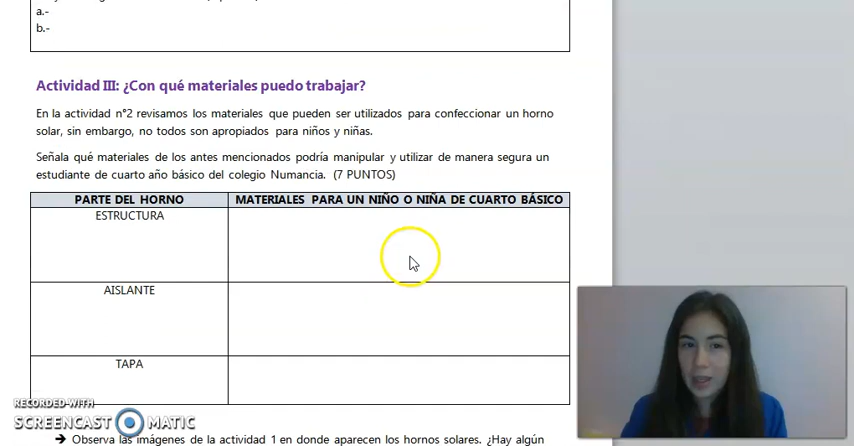 a.-
b.-
Actividad III: ¿Con qué materiales puedo trabajar?
En la actividad n°2 revisamos los materiales que pueden ser utilizados para confeccionar un horno
solar, sin embargo, no todos son apropiados para niños y niñas.
Señala qué materiales de los antes mencionados podría manipular y utilizar de manera segura un
estudiante de cuarto año básico del colegio Numancia. (7 PUNTOS)
PARTE DEL HORNO MATERIALES PARA UN NIÑO O NIÑA DE CUARTO BÁSICO
ESTRUCTURA
AISLANTE
TAPA
RECORDED WITH
SCREENCAST MATIC
➔ Observa las imágenes de la actividad 1 en donde aparecen los hornos solares. ¿Hay algún